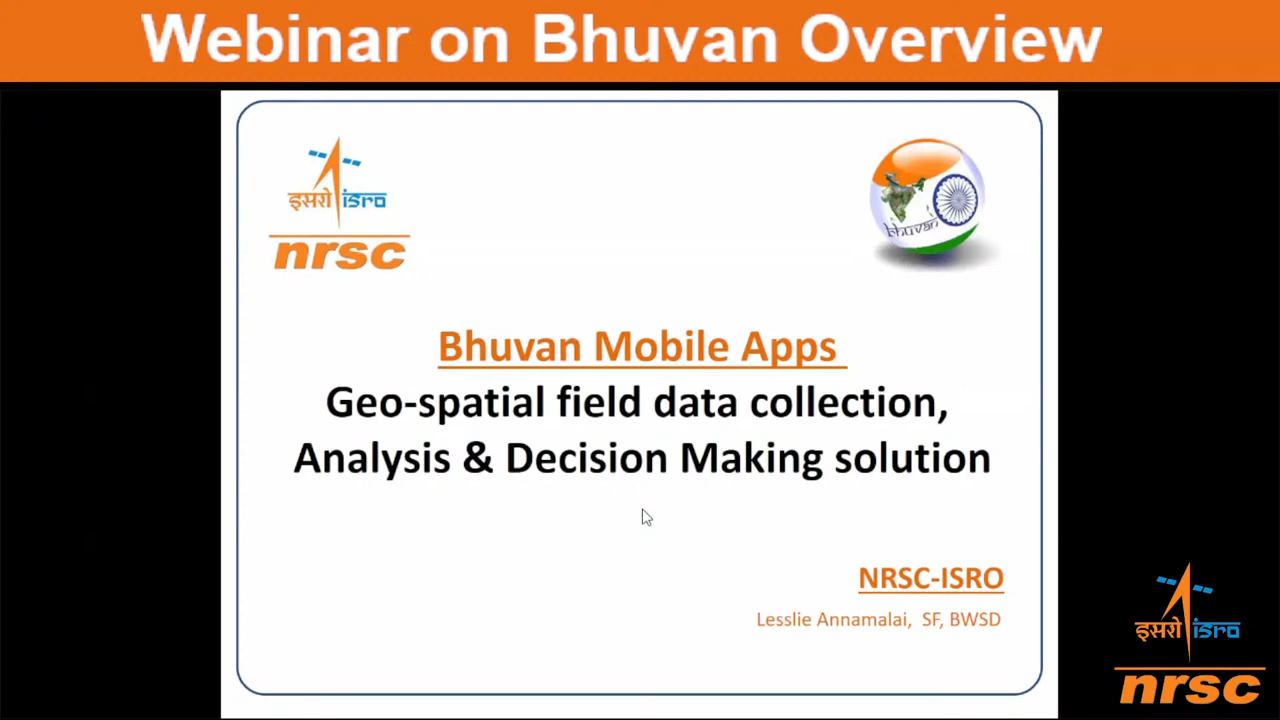 Webinar on Bhuvan Overview
इसरो isro
nrsc
bhuvan
Bhuvan Mobile Apps
Geo-spatial field data collection,
Analysis & Decision Making solution
NRSC-ISRO
Lesslie Annamalai, SF, BWSD
इसरो isro
nrsc